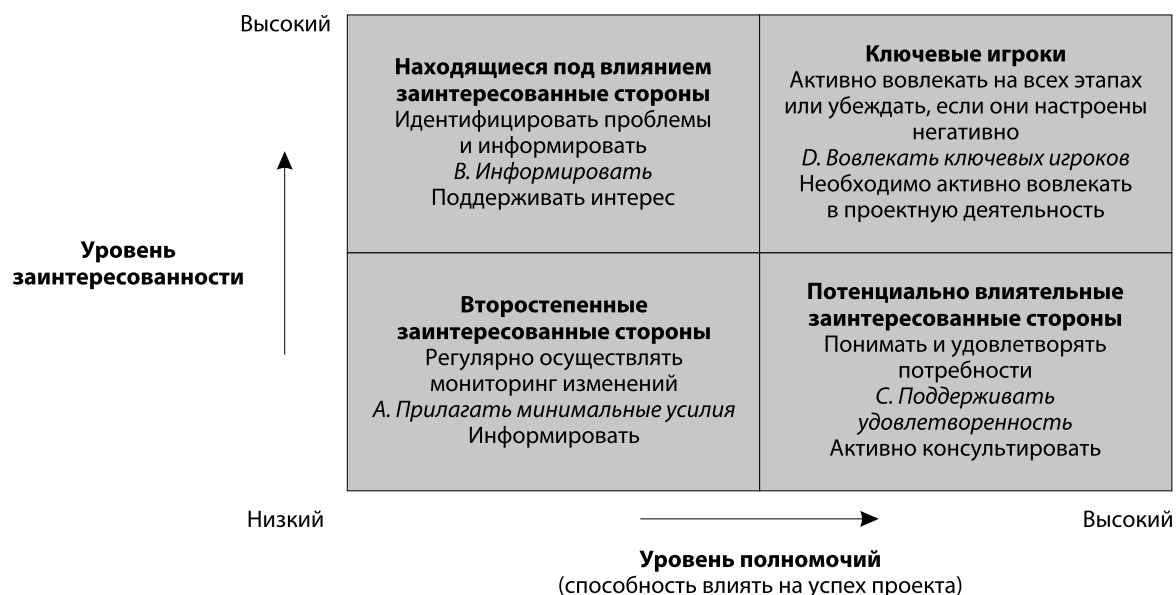 Высокий
Находящиеся под влиянием
заинтересованные стороны
Идентифицировать проблемы
и информировать
B. Информировать
Поддерживать интерес
Ключевые игроки
Активно вовлекать на всех этапах
или убеждать, если они настроены
негативно
D. Вовлекать ключевых игроков
Необходимо активно вовлекать
в проектную деятельность
Уровень
заинтересованности
Второстепенные
заинтересованные стороны
Регулярно осуществлять
мониторинг изменений
A. Прилагать минимальные усилия
Информировать
Потенциально влиятельные
заинтересованные стороны
Понимать и удовлетворять
потребности
C. Поддерживать
удовлетворенность
Активно консультировать
Низкий
Высокий
Уровень полномочий
(способность влиять на успех проекта)